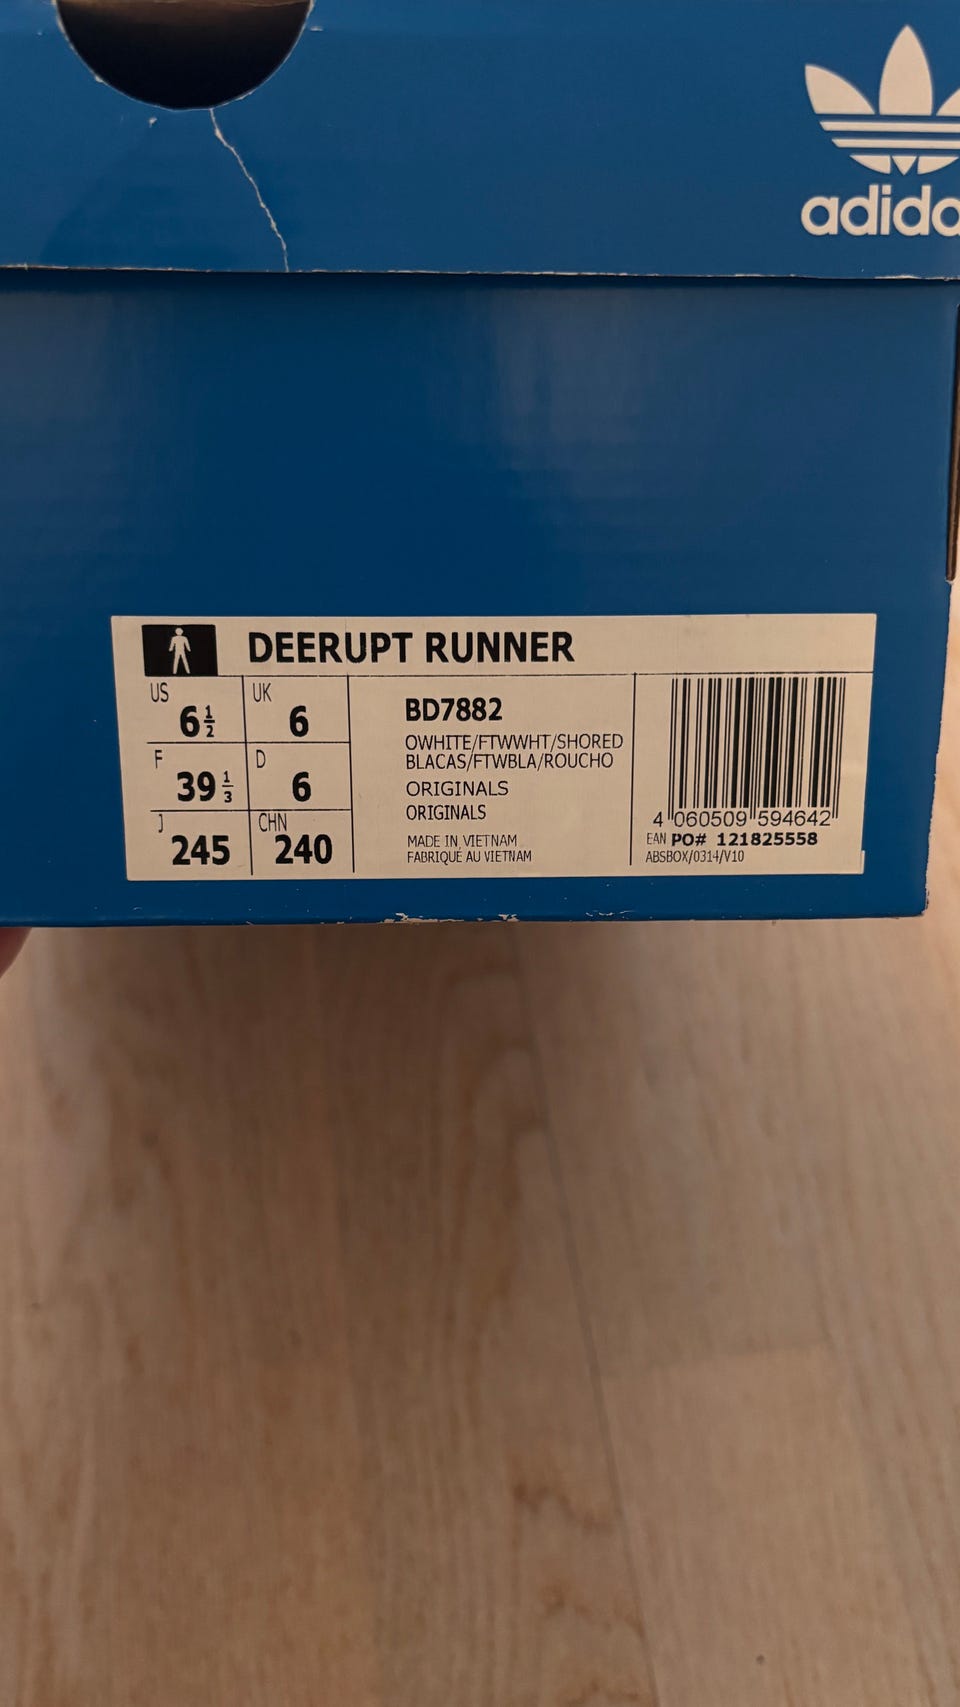 adida
DEERUPT RUNNER
US 6½ UK 6
F 39⅓ D 6
J 245 CHN 240
BD7882
OWHITE/FTWWHT/SHORED
BLACAS/FTWBLA/ROUCHO
ORIGINALS
ORIGINALS
MADE IN VIETNAM
FABRIQUÉ AU VIETNAM
4 060509 594642
EAN PO# 121825558
ABSBOX/0314/V10